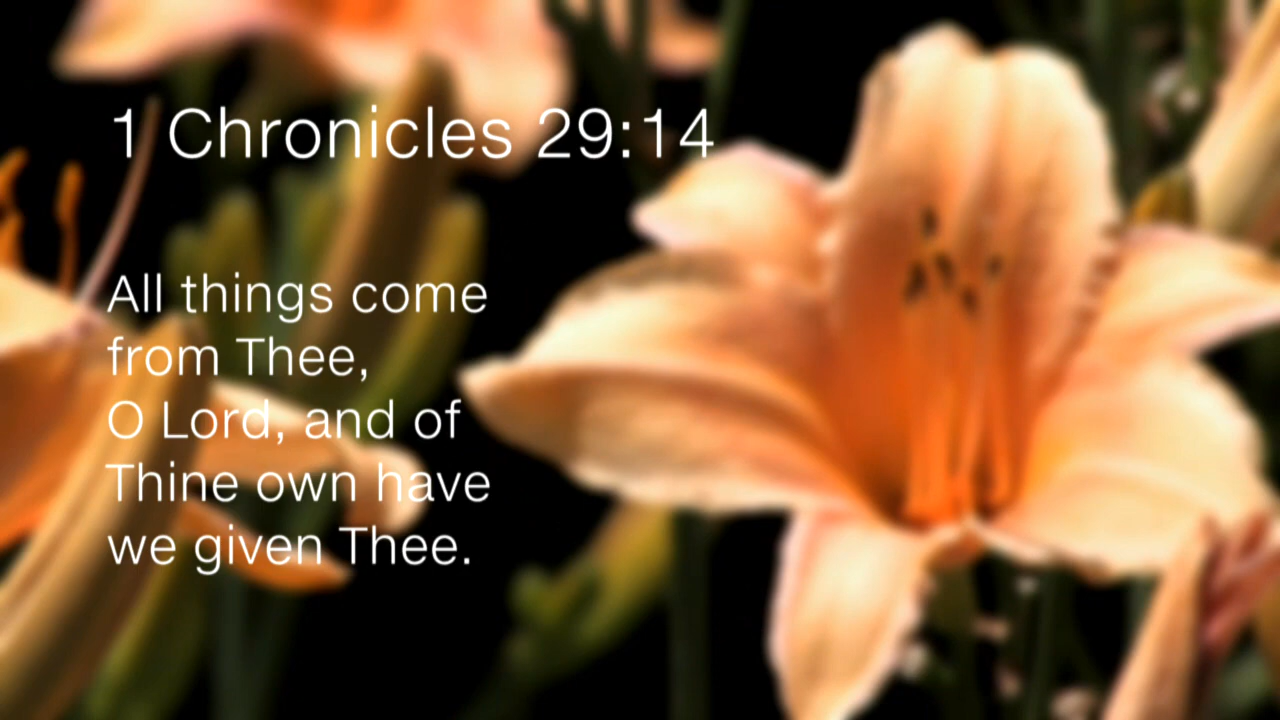 1 Chronicles 29:14
All things come
from Thee,
O Lord, and of
Thine own have
we given Thee.